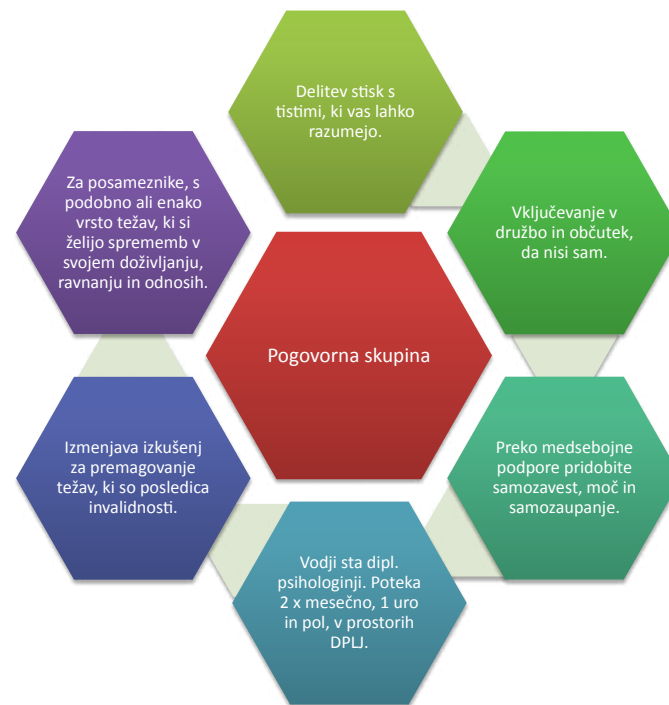 Delitev stisk s
tistimi, ki vas lahko
razumejo.
Vključevanje v
družbo in občutek,
da nisi sam.
Preko medsebojne
podpore pridobite
samozavest, moč in
samozaupanje.
Vodji sta dipl.
psihologinji. Poteka
2 x mesečno, 1 uro
in pol, v prostorih
DPLJ.
Izmenjava izkušenj
za premagovanje
težav, ki so posledica
invalidnosti.
Za posameznike, s
podobno ali enako
vrsto težav, ki si
želijo sprememb v
svojem doživljanju,
ravnanju in odnosih.
Pogovorna skupina